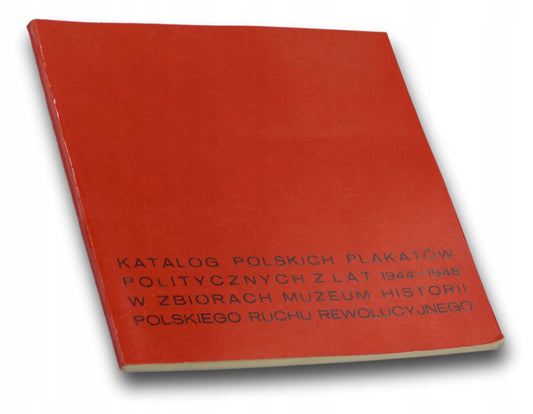 KATALOG POLSKICH PLAKATÓW
POLITYCZNYCH Z LAT 1944-1948
W ZBIORACH MUZEUM HISTORII
POLSKIEGO RUCHU REWOLUCYJNEGO